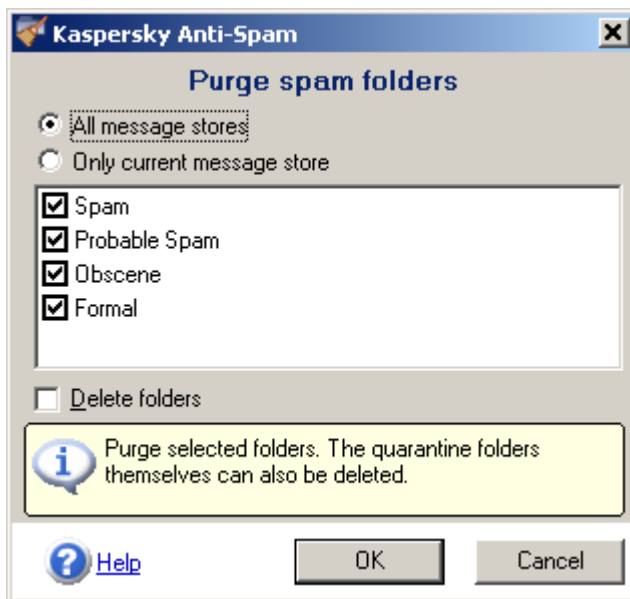 Kaspersky Anti-Spam
Purge spam folders
All message stores
Only current message store
Spam
Probable Spam
Obscene
Formal
Delete folders
Purge selected folders. The quarantine folders
themselves can also be deleted.
Help
OK
Cancel